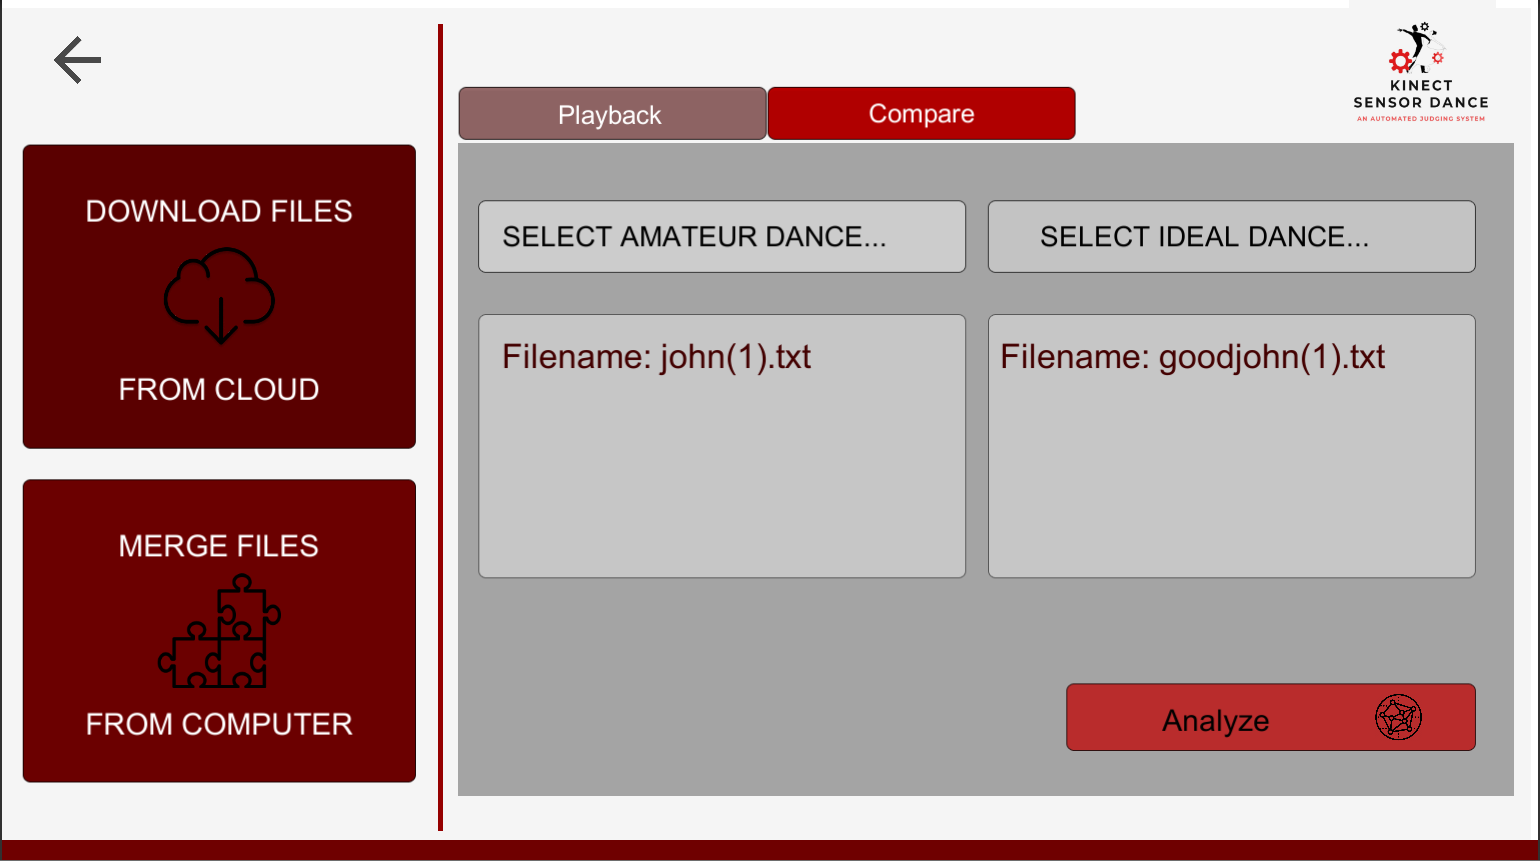 KINECT
SENSOR DANCE
AN AUTOMATED JUDGING SYSTEM
Playback
Compare
DOWNLOAD FILES
FROM CLOUD
MERGE FILES
FROM COMPUTER
SELECT AMATEUR DANCE...
SELECT IDEAL DANCE...
Filename: john(1).txt
Filename: goodjohn(1).txt
Analyze